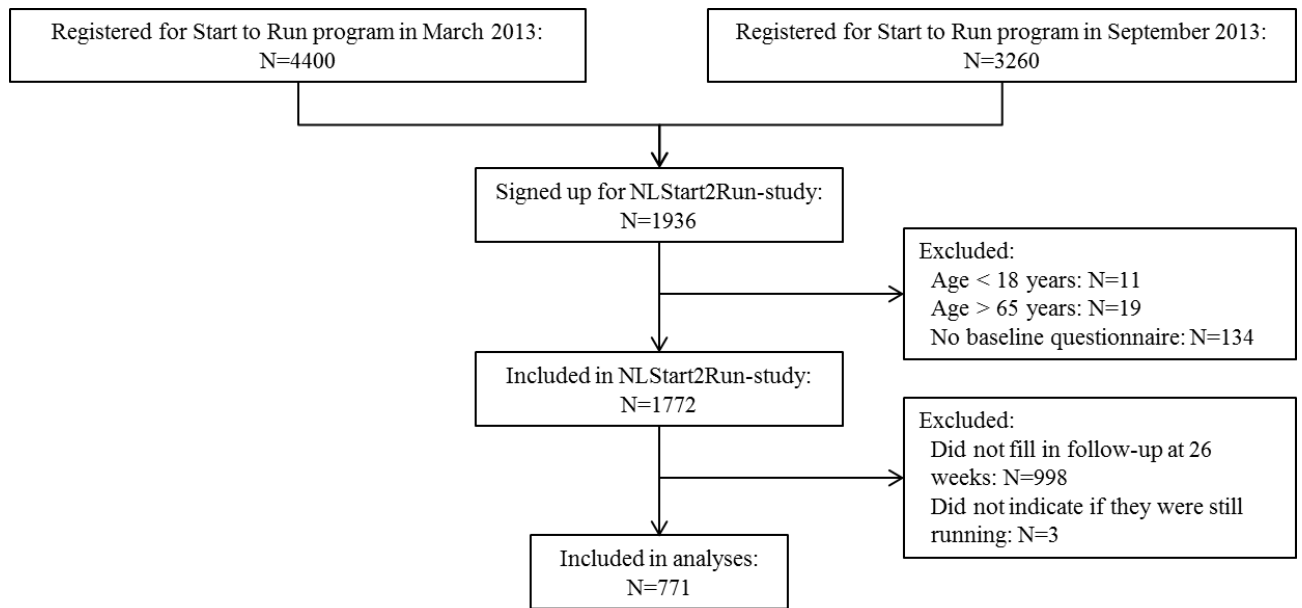 Registered for Start to Run program in March 2013:
N=4400
Registered for Start to Run program in September 2013:
N=3260
Signed up for NLStart2Run-study:
N=1936
Excluded:
Age < 18 years: N=11
Age > 65 years: N=19
No baseline questionnaire: N=134
Included in NLStart2Run-study:
N=1772
Excluded:
Did not fill in follow-up at 26
weeks: N=998
Did not indicate if they were still
running: N=3
Included in analyses:
N=771